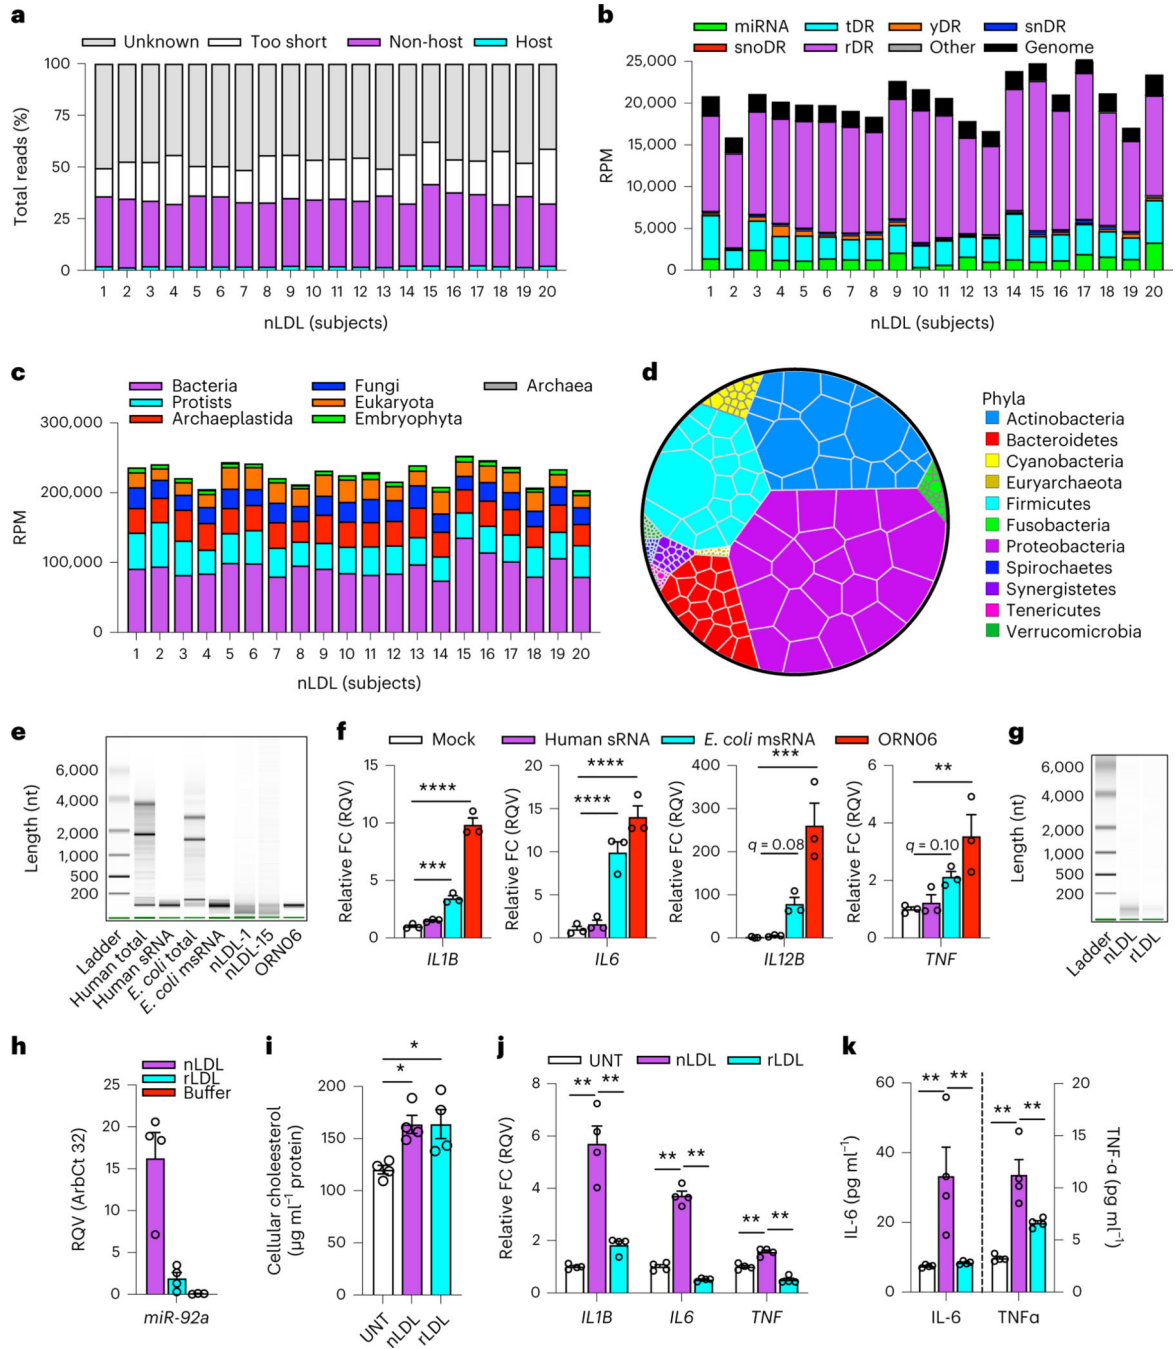 a
Unknown Too short Non-host Host
Total reads (%)
100
75
50
25
0
1 2 3 4 5 6 7 8 9 10 11 12 13 14 15 16 17 18 19 20
nLDL (subjects)
b
miRNA tDR yDR snDR
snoDR rDR Other Genome
RPM
25,000
20,000
15,000
10,000
5,000
0
1 2 3 4 5 6 7 8 9 10 11 12 13 14 15 16 17 18 19 20
nLDL (subjects)
c
Bacteria Fungi Archaea
Protists Eukaryota
Archaeplastida Embryophyta
RPM
300,000
200,000
100,000
0
1 2 3 4 5 6 7 8 9 10 11 12 13 14 15 16 17 18 19 20
nLDL (subjects)
d
Phyla
Actinobacteria
Bacteroidetes
Cyanobacteria
Euryarchaeota
Firmicutes
Fusobacteria
Proteobacteria
Spirochaetes
Synergistetes
Tenericutes
Verrucomicrobia
e
Length (nt)
6,000
4,000
2,000
1,000
500
200
Ladder
Human total
Human sRNA
E. coli total
E. coli msRNA
nLDL-1
nLDL-15
ORN06
f
Mock Human sRNA E. coli msRNA ORN06
Relative FC (RQV)
15
10
5
0
****
***
IL1B
Relative FC (RQV)
20
15
10
5
0
****
****
IL6
Relative FC (RQV)
400
300
200
100
0
***
q = 0.08
IL12B
Relative FC (RQV)
6
4
2
0
**
q = 0.10
TNF
g
Length (nt)
6,000
4,000
2,000
1,000
500
200
Ladder
nLDL
rLDL
h
nLDL
rLDL
Buffer
RQV (ArbCt 32)
25
20
15
10
5
0
miR-92a
i
Cellular choleesterol
(µg ml−1 protein)
200
150
100
50
0
*
*
UNT
nLDL
rLDL
j
UNT nLDL rLDL
Relative FC (RQV)
8
6
4
2
0
** **
** **
** **
IL1B IL6 TNF
k
IL-6 (pg ml−1)
60
40
20
0
** **
** **
20
15
10
5
0
TNF-α
(pg ml−1)
IL-6 TNFα